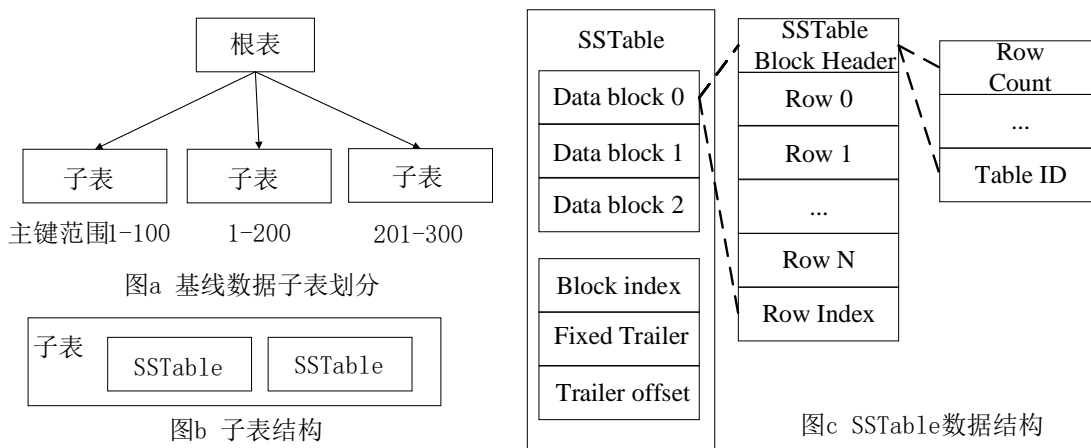 根表
子表
子表
子表
主键范围1-100
1-200
201-300
图a 基线数据子表划分
子表
SSTable
SSTable
图b 子表结构
SSTable
Data block 0
Data block 1
Data block 2
Block index
Fixed Trailer
Trailer offset
SSTable
Block Header
Row 0
Row 1
...
Row N
Row Index
Row
Count
...
Table ID
图c SSTable数据结构